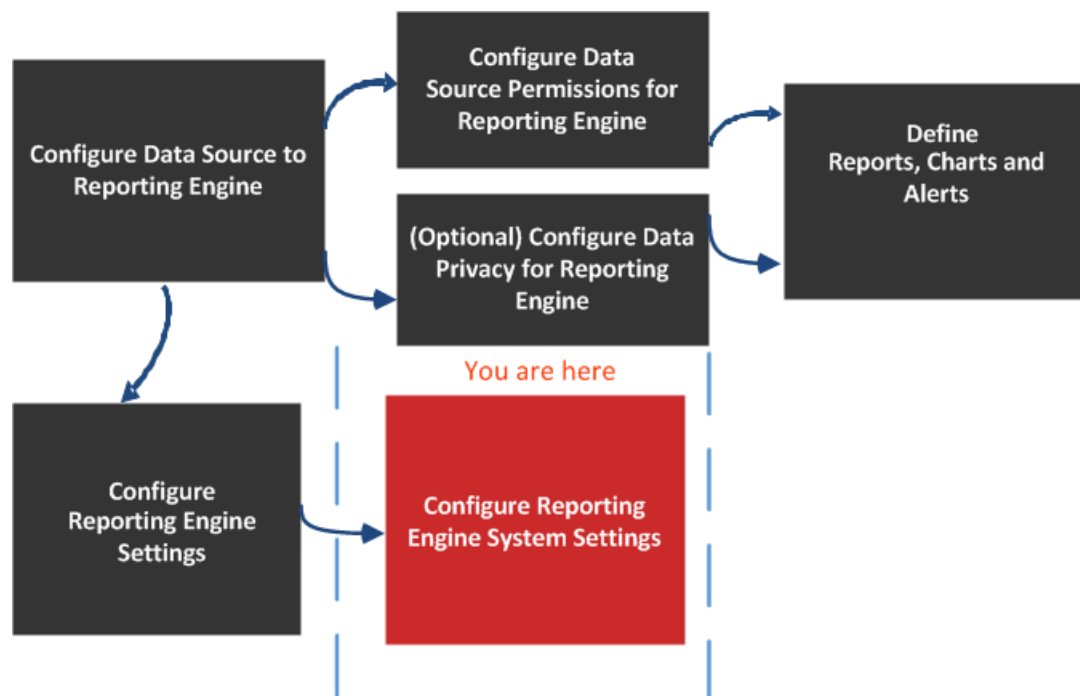 Configure Data Source to
Reporting Engine
Configure Data
Source Permissions for
Reporting Engine
(Optional) Configure Data
Privacy for Reporting
Engine
Define
Reports, Charts and
Alerts
You are here
Configure
Reporting Engine
Settings
Configure Reporting
Engine System Settings